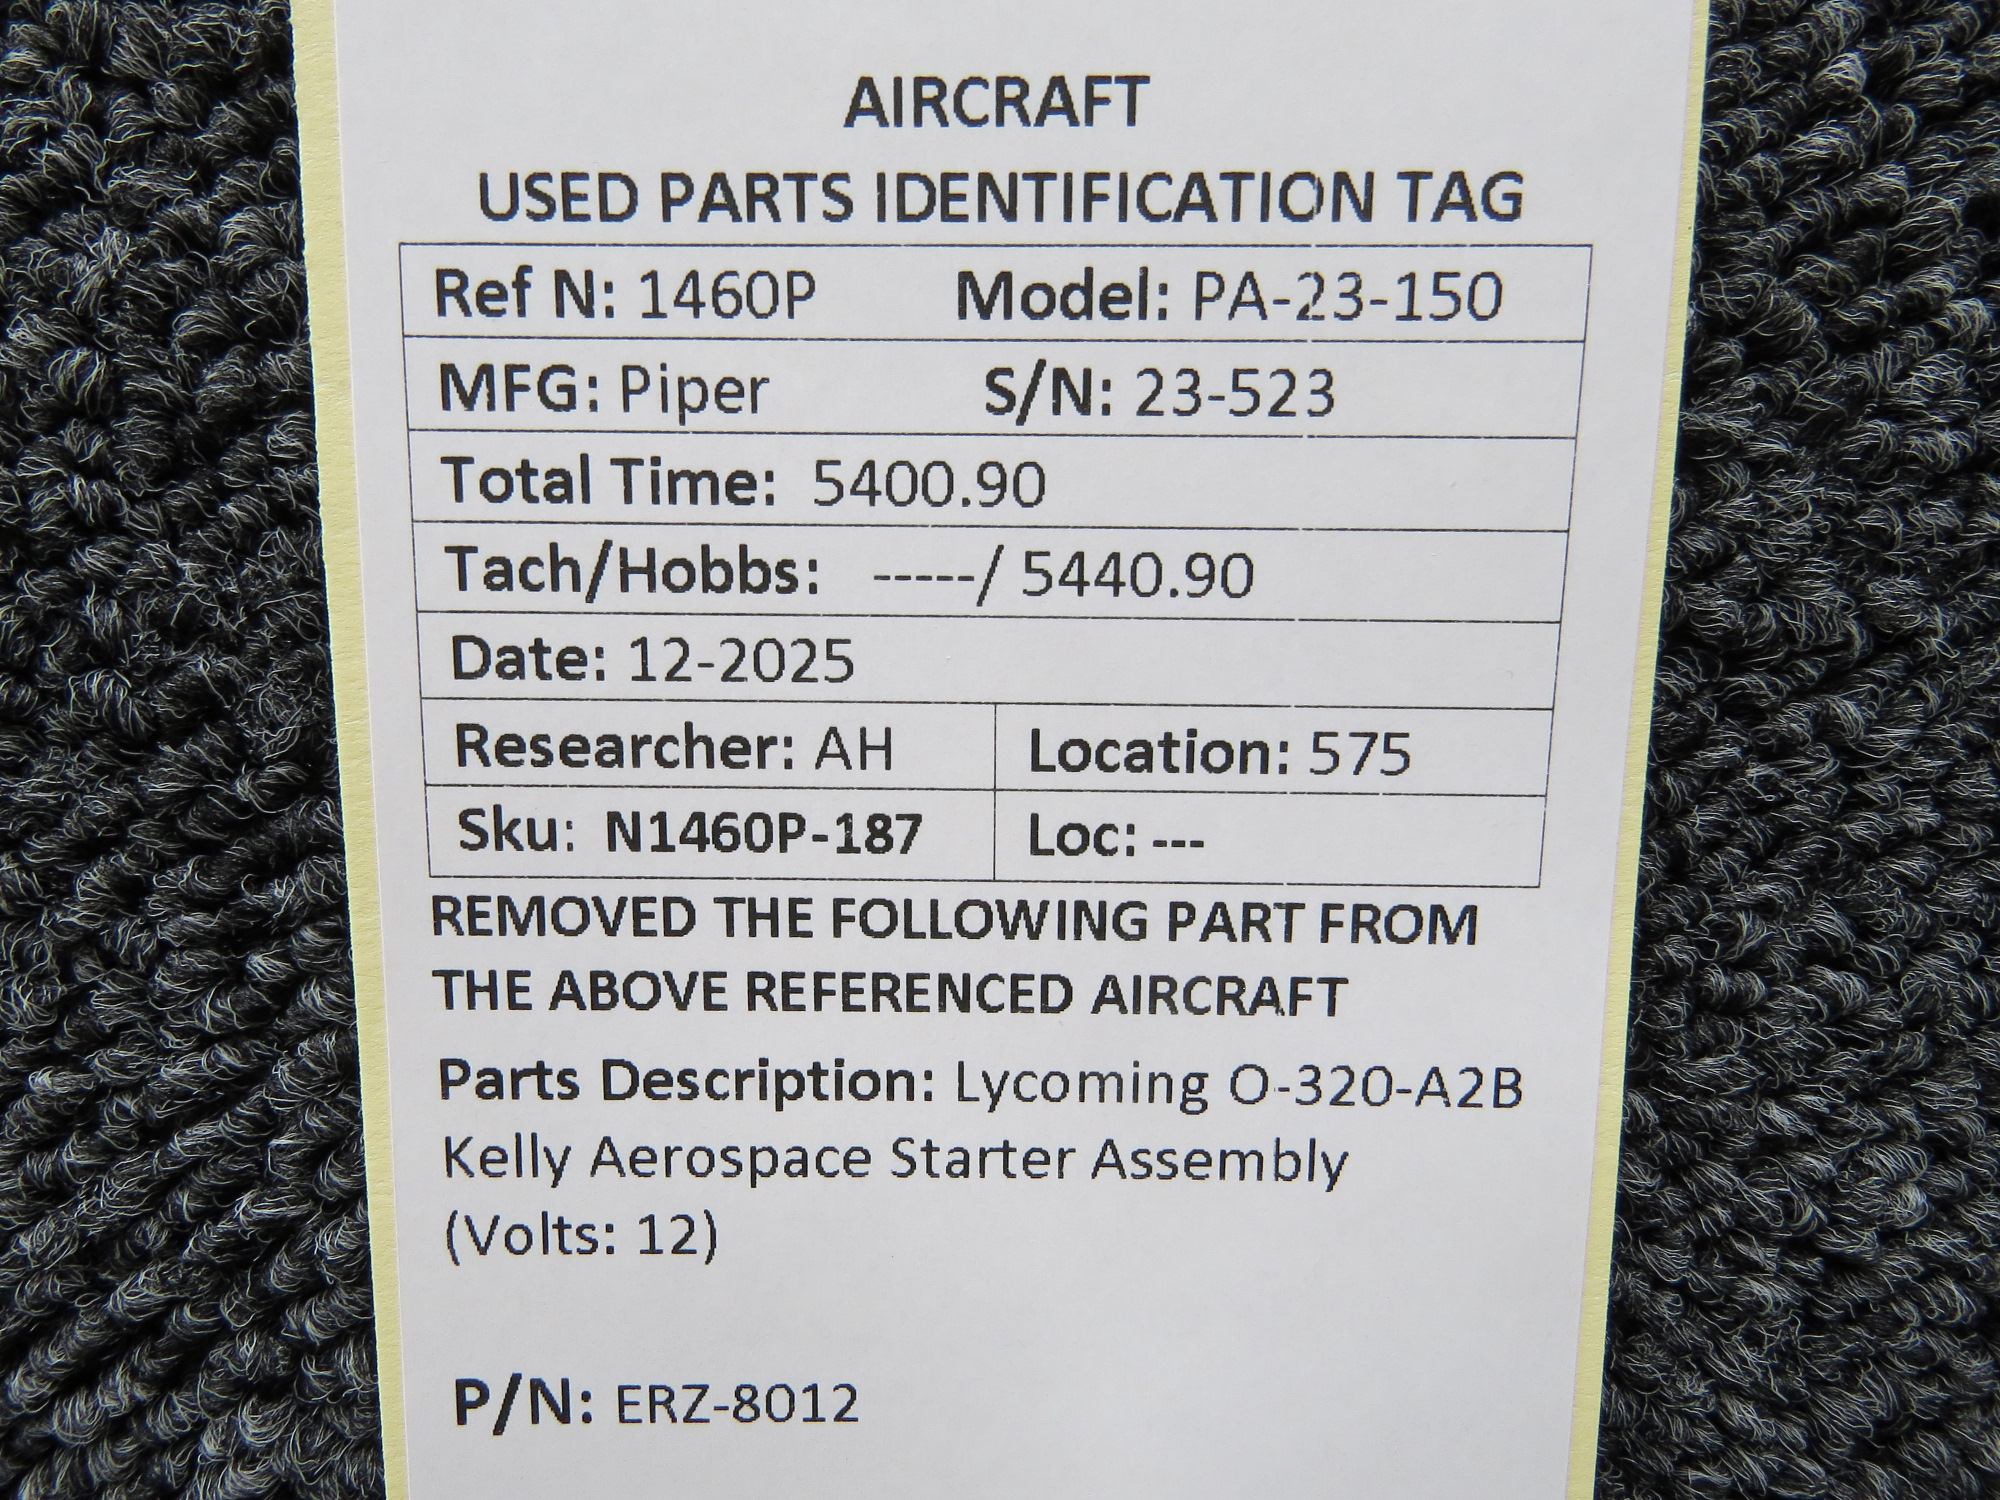 AIRCRAFT
USED PARTS IDENTIFICATION TAG
Ref N: 1460P Model: PA-23-150
MFG: Piper S/N: 23-523
Total Time: 5400.90
Tach/Hobbs: -----/ 5440.90
Date: 12-2025
Researcher: AH Location: 575
Sku: N1460P-187 Loc: ---
REMOVED THE FOLLOWING PART FROM
THE ABOVE REFERENCED AIRCRAFT
Parts Description: Lycoming O-320-A2B
Kelly Aerospace Starter Assembly
(Volts: 12)
P/N: ERZ-8012